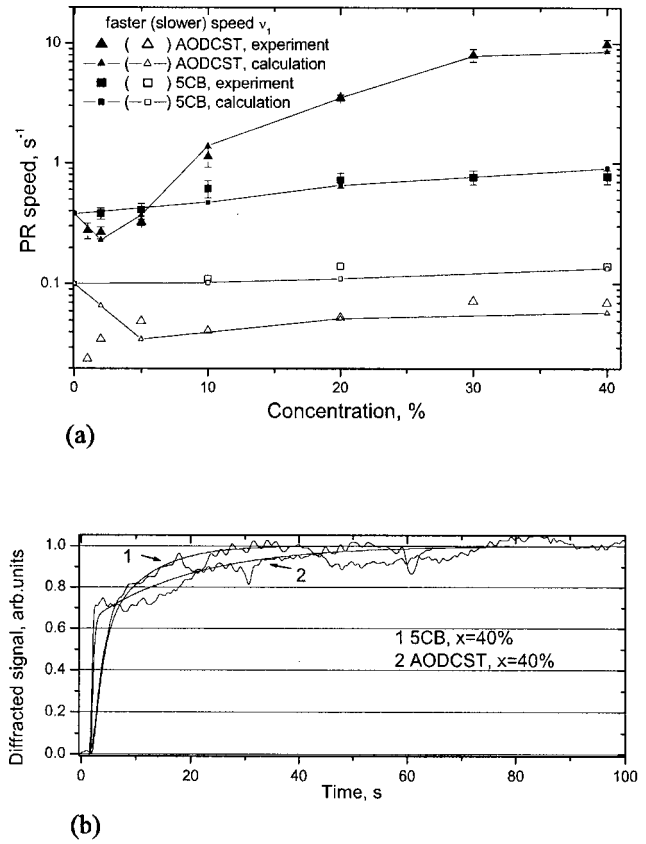 faster (slower) speed ν₁
▲ ( △ ) AODCST, experiment
▲ ( △ ) AODCST, calculation
■ ( □ ) 5CB, experiment
■ ( □ ) 5CB, calculation
10
1
0.1
PR speed, s⁻¹
0 10 20 30 40
Concentration, %
(a)
1.0
0.8
0.6
0.4
0.2
0.0
Diffracted signal, arb.units
1
2
1 5CB, x=40%
2 AODCST, x=40%
0 20 40 60 80 100
Time, s
(b)